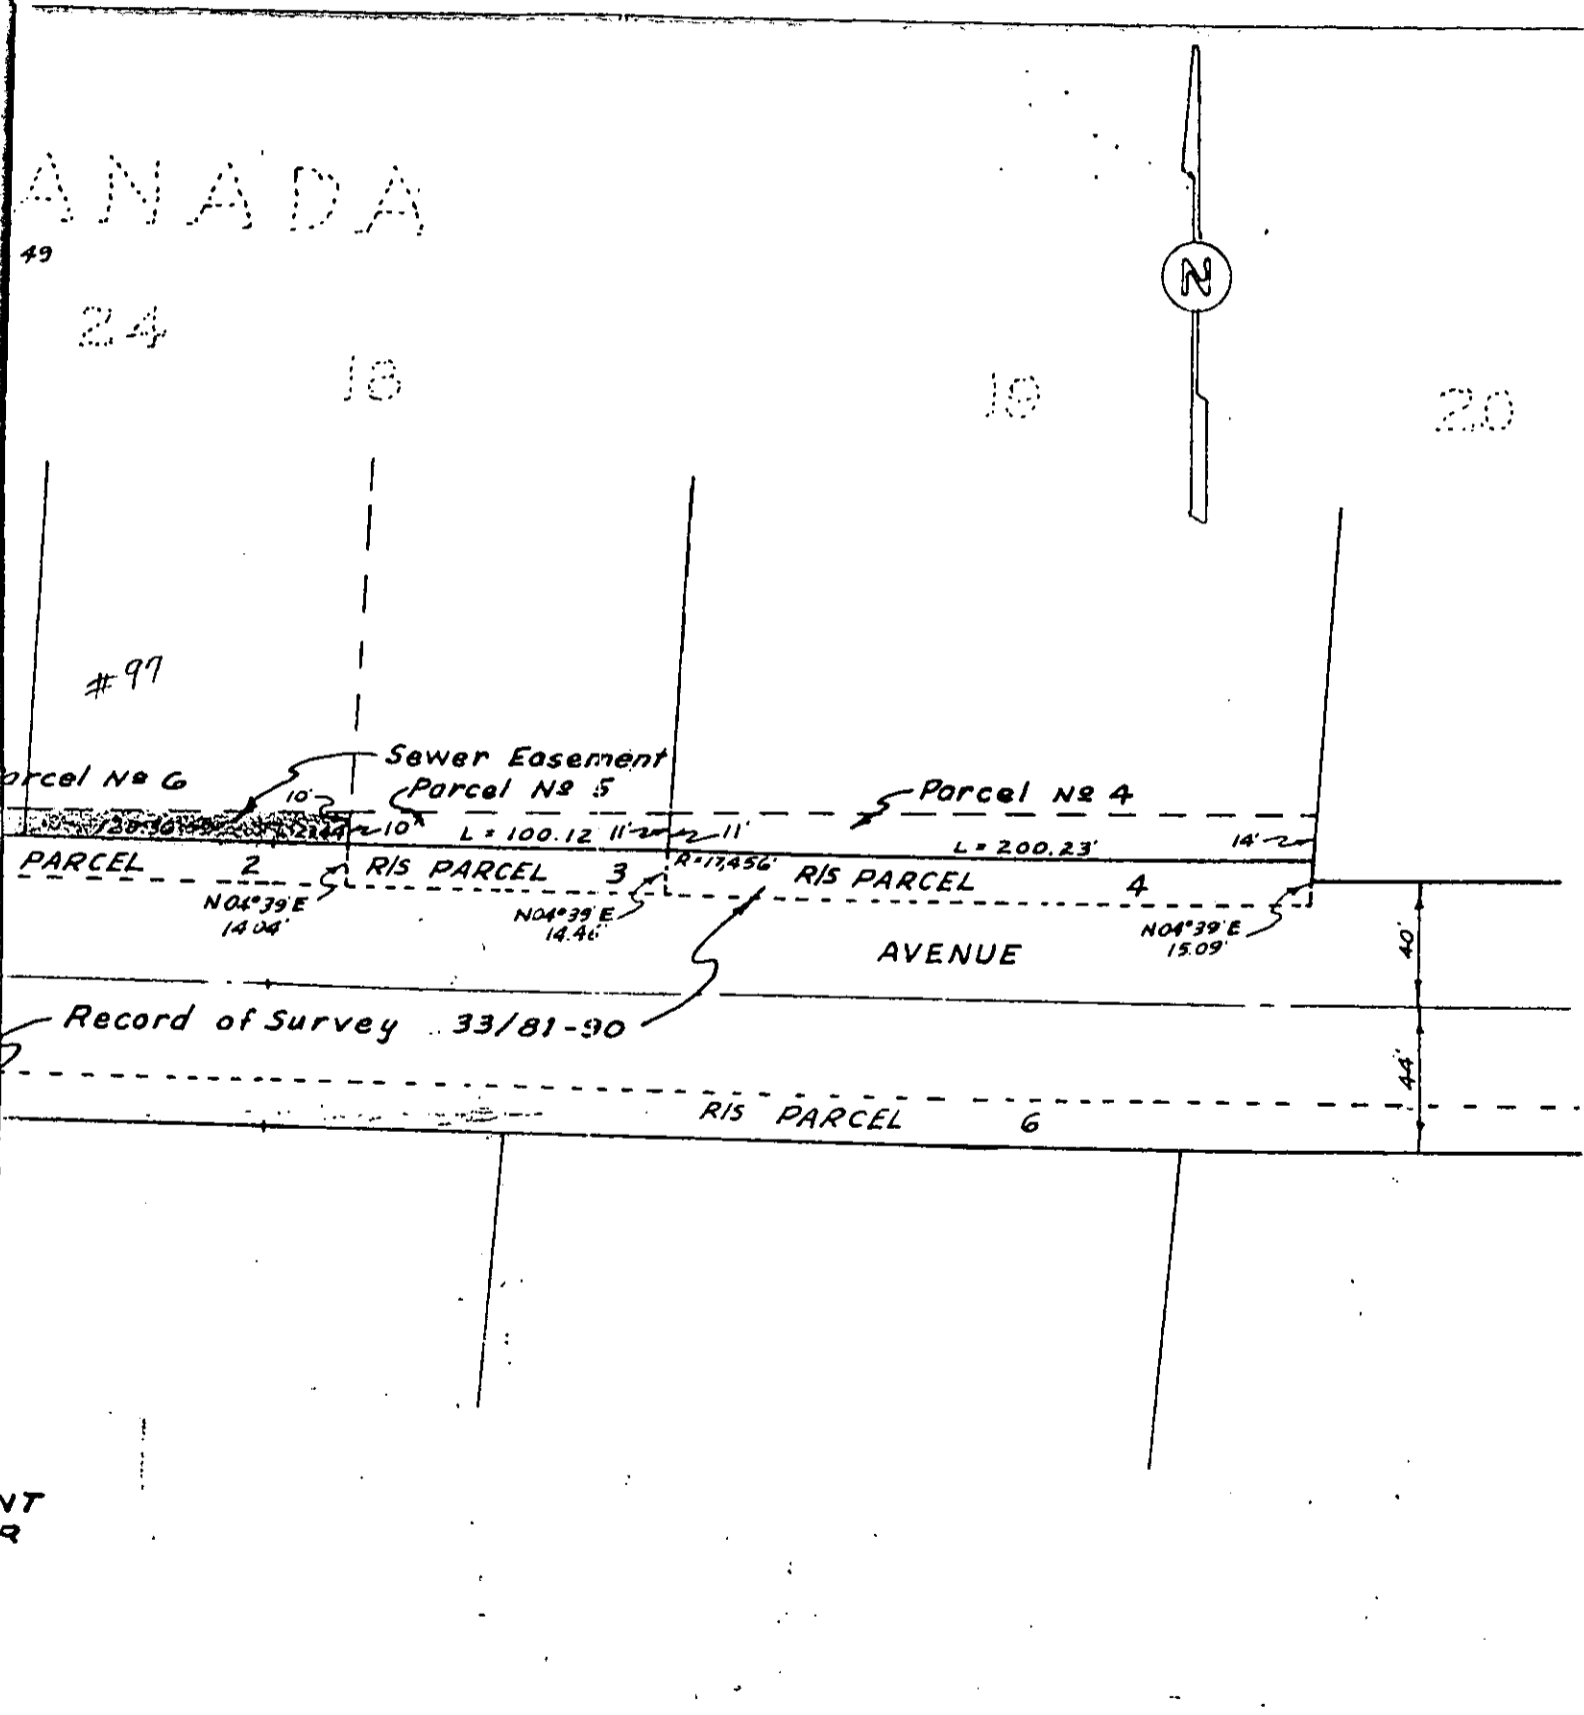 ANADA
49
24
18
19
20
N
#97
Sewer Easement
arcel No 6
10'
Parcel No 5
Parcel No 4
10'
L = 100.12
11'
11'
L = 200.23'
14'
PARCEL 2
R/S PARCEL 3
R=17,456'
R/S PARCEL 4
N04°39'E
14.04'
N04°39'E
14.46'
N04°39'E
15.09'
AVENUE
40'
Record of Survey 33/81-90
44'
R/S PARCEL 6
NT
R